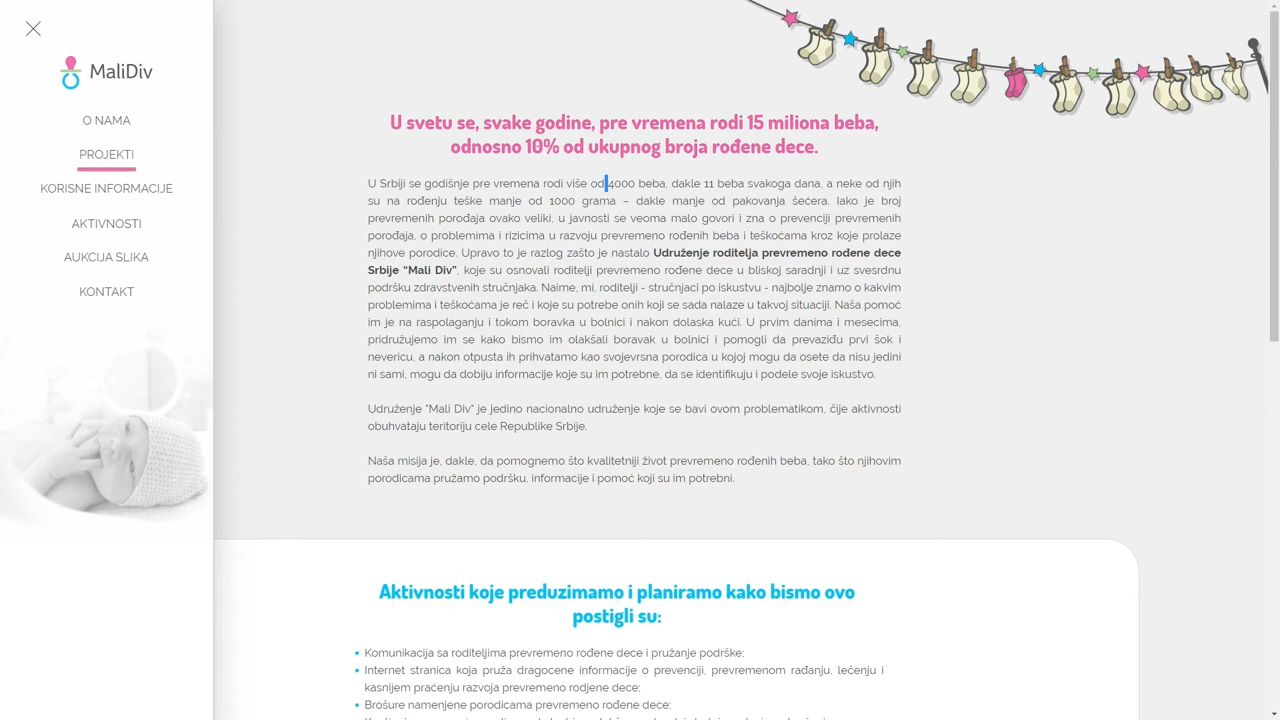 MaliDiv
O NAMA
PROJEKTI
KORISNE INFORMACIJE
AKTIVNOSTI
AUKCIJA SLIKA
KONTAKT
U svetu se, svake godine, pre vremena rodi 15 miliona beba,
odnosno 10% od ukupnog broja rođene dece.
U Srbiji se godišnje pre vremena rodi više od 4000 beba, dakle 11 beba svakoga dana, a neke od njih
su na rođenju teške manje od 1000 grama – dakle manje od pakovanja šećera. Iako je broj
prevremenih porođaja ovako veliki, u javnosti se veoma malo govori i zna o prevenciji prevremenih
porođaja, o problemima i rizicima u razvoju prevremeno rođenih beba i teškoćama kroz koje prolaze
njihove porodice. Upravo to je razlog zašto je nastalo Udruženje roditelja prevremeno rođene dece
Srbije “Mali Div”, koje su osnovali roditelji prevremeno rođene dece u bliskoj saradnji i uz svesrdnu
podršku zdravstvenih stručnjaka. Naime, mi, roditelji - stručnjaci po iskustvu - najbolje znamo o kakvim
problemima i teškoćama je reč i koje su potrebe onih koji se sada nalaze u takvoj situaciji. Naša pomoć
im je na raspolaganju i tokom boravka u bolnici i nakon dolaska kući. U prvim danima i mesecima,
pridružujemo im se kako bismo im olakšali boravak u bolnici i pomogli da prevaziđu prvi šok i
nevericu, a nakon otpusta ih prihvatamo kao svojevrsna porodica u kojoj mogu da osete da nisu jedini
ni sami, mogu da dobiju informacije koje su im potrebne, da se identifikuju i podele svoje iskustvo.
Udruženje "Mali Div" je jedino nacionalno udruženje koje se bavi ovom problematikom, čije aktivnosti
obuhvataju teritoriju cele Republike Srbije.
Naša misija je, dakle, da pomognemo što kvalitetniji život prevremeno rođenih beba, tako što njihovim
porodicama pružamo podršku, informacije i pomoć koji su im potrebni.
Aktivnosti koje preduzimamo i planiramo kako bismo ovo
postigli su:
Komunikacija sa roditeljima prevremeno rođene dece i pružanje podrške;
Internet stranica koja pruža dragocene informacije o prevenciji, prevremenom rađanju, lečenju i
kasnijem praćenju razvoja prevremeno rodjene dece;
Brošure namenjene porodicama prevremeno rođene dece;